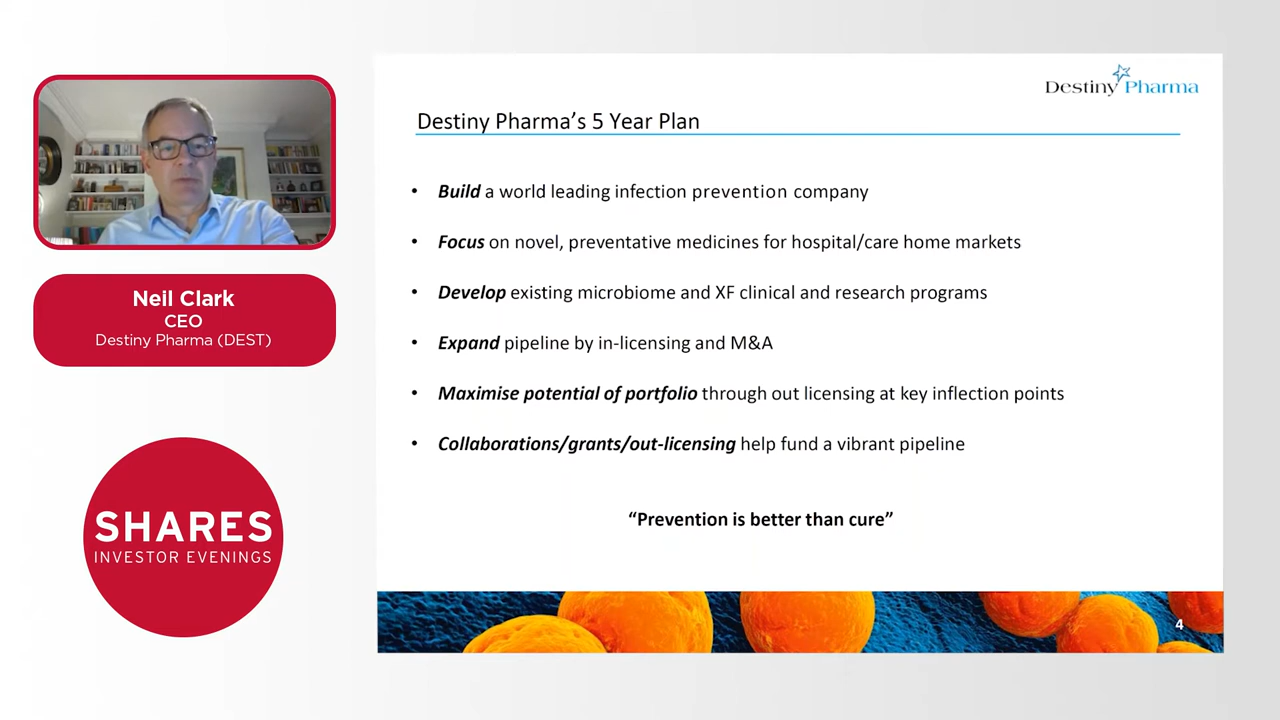 Neil Clark
CEO
Destiny Pharma (DEST)
SHARES
INVESTOR EVENINGS
Destiny Pharma
Destiny Pharma’s 5 Year Plan
• Build a world leading infection prevention company
• Focus on novel, preventative medicines for hospital/care home markets
• Develop existing microbiome and XF clinical and research programs
• Expand pipeline by in-licensing and M&A
• Maximise potential of portfolio through out licensing at key inflection points
• Collaborations/grants/out-licensing help fund a vibrant pipeline
“Prevention is better than cure”
4